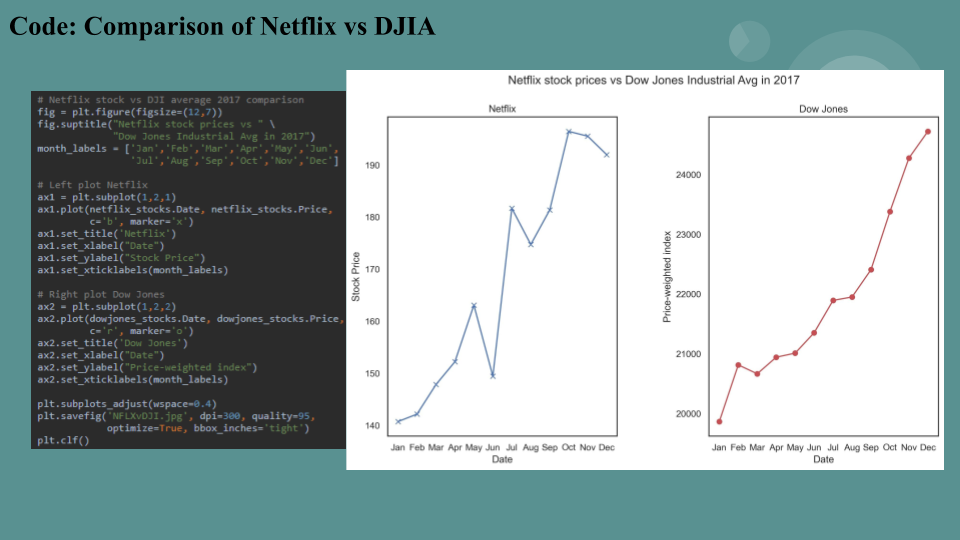 Code: Comparison of Netflix vs DJIA
# Netflix stock vs DJI average 2017 comparison
fig = plt.figure(figsize=(12,7))
fig.suptitle("Netflix stock prices vs " \
"Dow Jones Industrial Avg in 2017")
month_labels = ['Jan','Feb','Mar','Apr','May','Jun',
'Jul','Aug','Sep','Oct','Nov','Dec']
# Left plot Netflix
ax1 = plt.subplot(1,2,1)
ax1.plot(netflix_stocks.Date, netflix_stocks.Price,
c='b', marker='x')
ax1.set_title('Netflix')
ax1.set_xlabel("Date")
ax1.set_ylabel("Stock Price")
ax1.set_xticklabels(month_labels)
# Right plot Dow Jones
ax2 = plt.subplot(1,2,2)
ax2.plot(dowjones_stocks.Date, dowjones_stocks.Price,
c='r', marker='o')
ax2.set_title('Dow Jones')
ax2.set_xlabel("Date")
ax2.set_ylabel("Price-weighted index")
ax2.set_xticklabels(month_labels)
plt.subplots_adjust(wspace=0.4)
plt.savefig('NFLXvDJI.jpg', dpi=300, quality=95,
optimize=True, bbox_inches='tight')
plt.clf()
Netflix stock prices vs Dow Jones Industrial Avg in 2017
Netflix
190
180
170
160
150
140
Stock Price
Jan Feb Mar Apr May Jun Jul Aug Sep Oct Nov Dec
Date
Dow Jones
24000
23000
22000
21000
20000
Price-weighted index
Jan Feb Mar Apr May Jun Jul Aug Sep Oct Nov Dec
Date